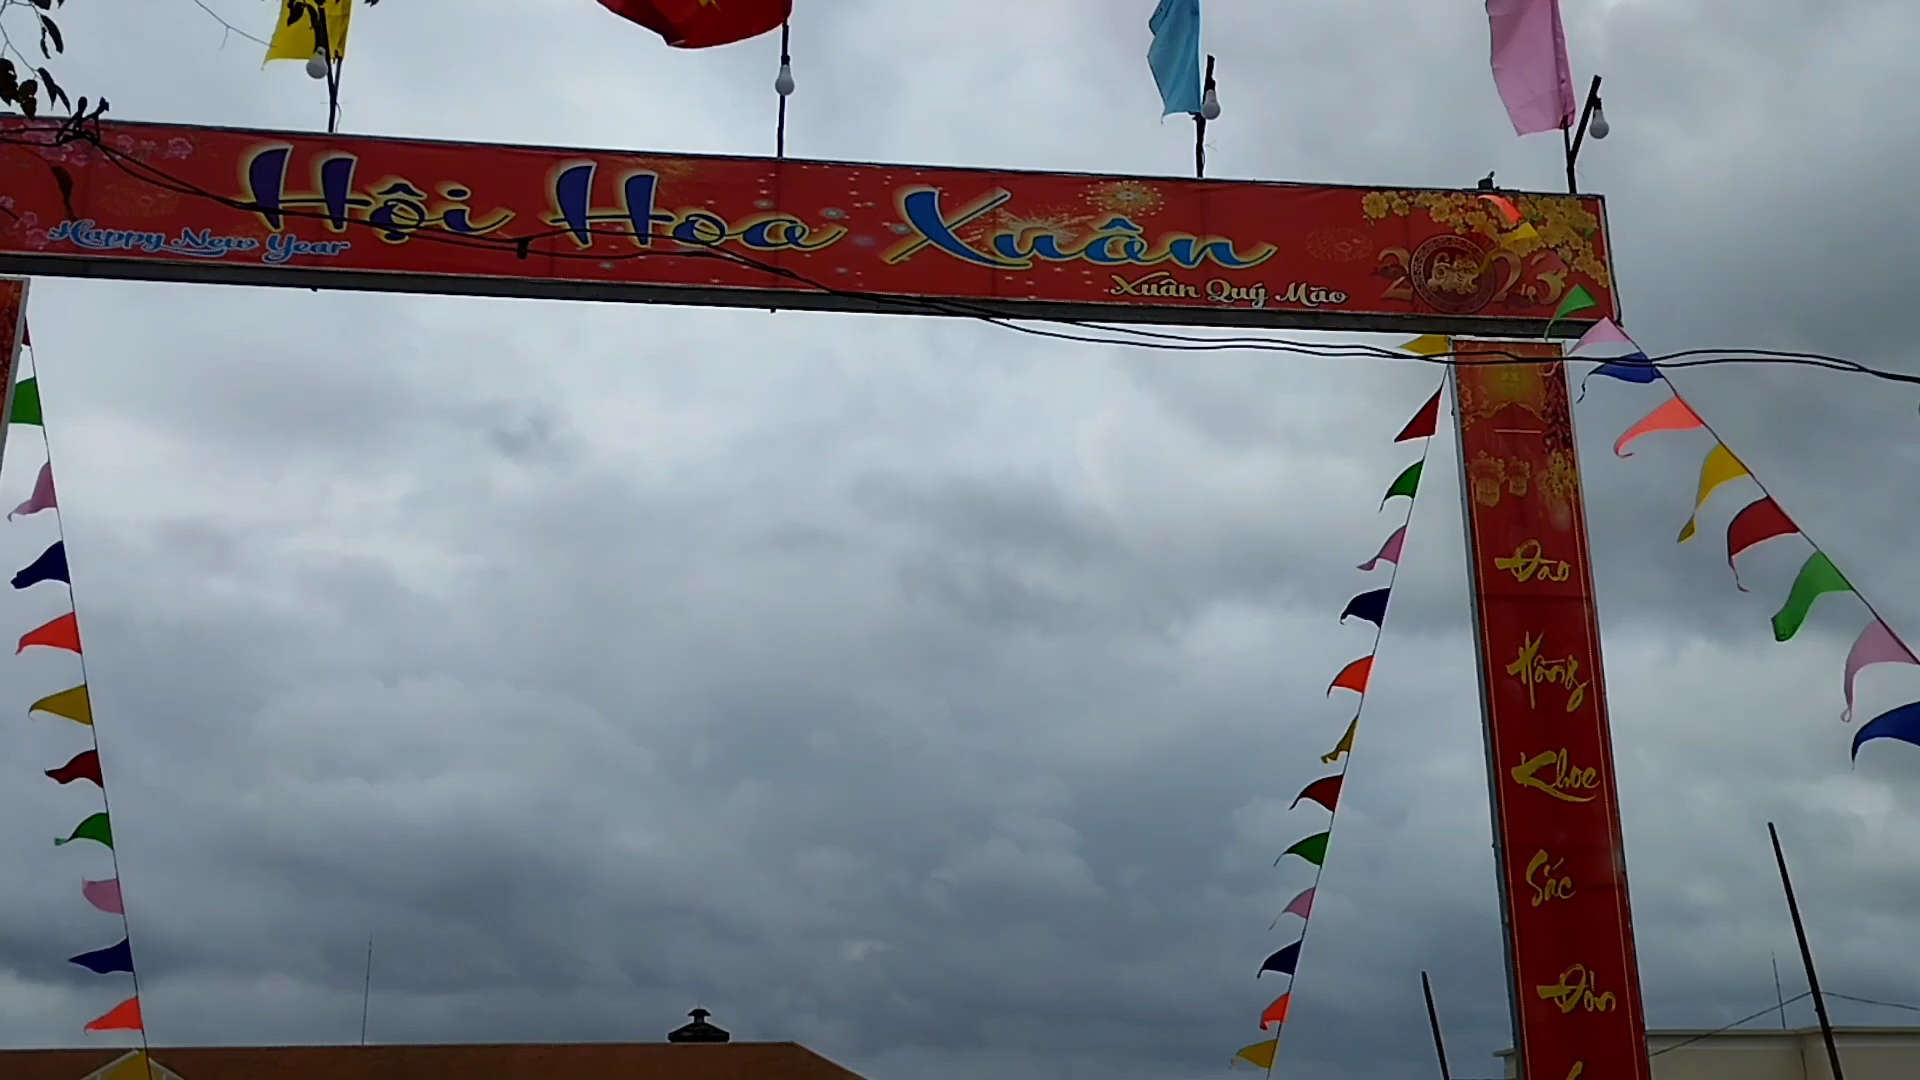 Hội Hoa Xuân
Happy New Year
Xuân Quý Mão
2023
Đào
Hồng
Khoe
Sắc
Đón